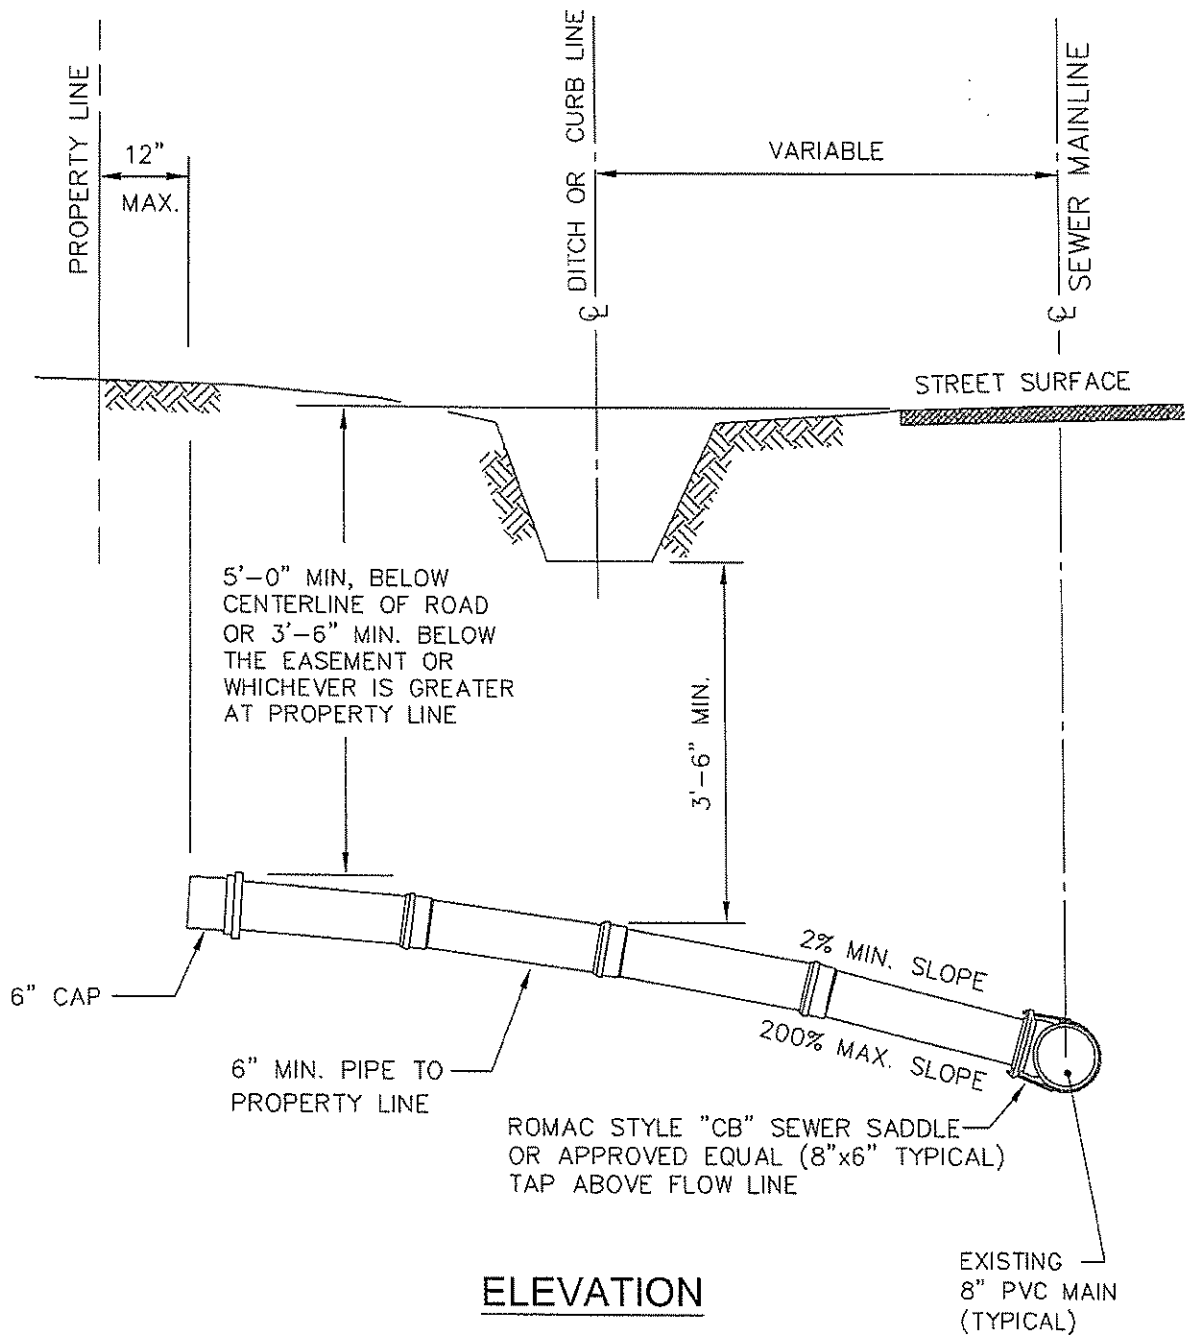 PROPERTY LINE
12"
MAX.
DITCH OR CURB LINE
VARIABLE
SEWER MAINLINE
STREET SURFACE
5'-0" MIN, BELOW
CENTERLINE OF ROAD
OR 3'-6" MIN. BELOW
THE EASEMENT OR
WHICHEVER IS GREATER
AT PROPERTY LINE
3'-6" MIN.
2% MIN. SLOPE
200% MAX. SLOPE
6" CAP
6" MIN. PIPE TO
PROPERTY LINE
ROMAC STYLE "CB" SEWER SADDLE
OR APPROVED EQUAL (8"x6" TYPICAL)
TAP ABOVE FLOW LINE
EXISTING
8" PVC MAIN
(TYPICAL)
ELEVATION